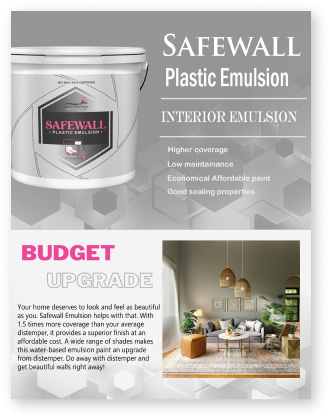 SAFEWALL
Plastic Emulsion
INTERIOR EMULSION
Higher coverage
Low maintainance
Economical Affordable paint
Good sealing properties
SAFEWALL
PLASTIC EMULSION
BUDGET
UPGRADE
Your home deserves to look and feel as beautiful
as you. Safewall Emulsion helps with that. With
1.5 times more coverage than your average
distemper, it provides a superior finish at an
affordable cost. A wide range of shades makes
this water-based emulsion paint an upgrade
from distemper. Do away with distemper and
get beautiful walls right away!